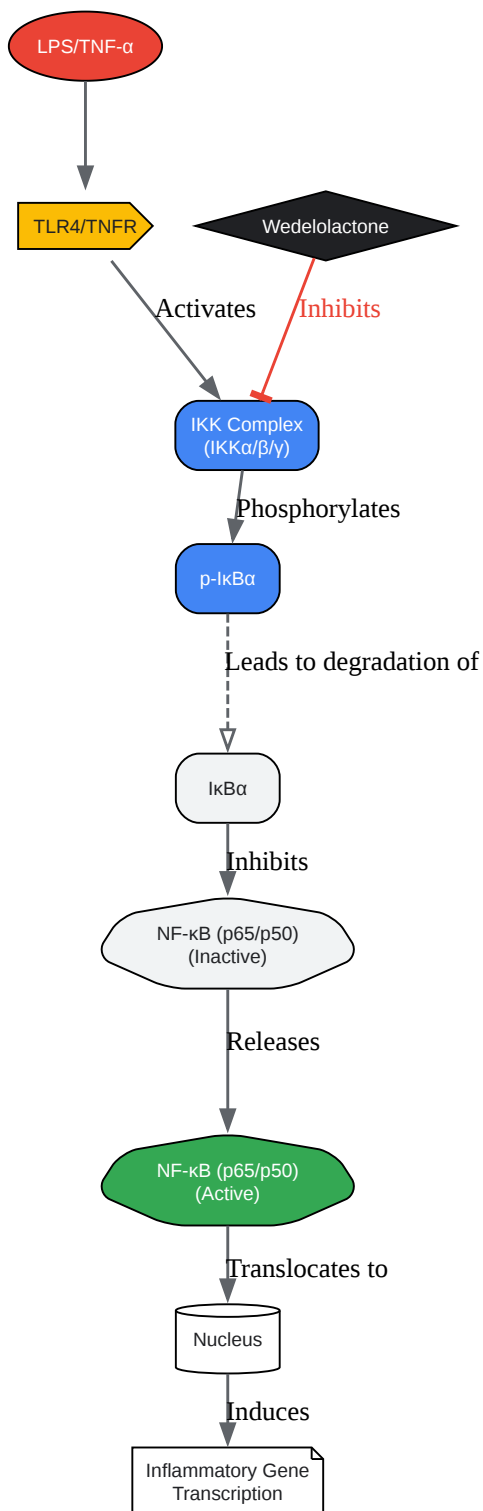 LPS/TNF-α
TLR4/TNFR
Wedelolactone
Activates
Inhibits
IKK Complex
(IKKα/β/γ)
Phosphorylates
p-IκBα
Leads to degradation of
IκBα
Inhibits
NF-κB (p65/p50)
(Inactive)
Releases
NF-κB (p65/p50)
(Active)
Translocates to
Nucleus
Induces
Inflammatory Gene
Transcription